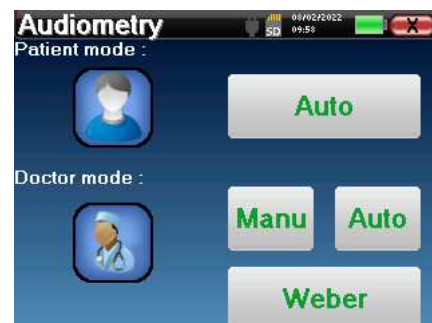 Audiometry
SD
08/02/2022
09:58
X
Patient mode :
Auto
Doctor mode :
Manu
Auto
Weber